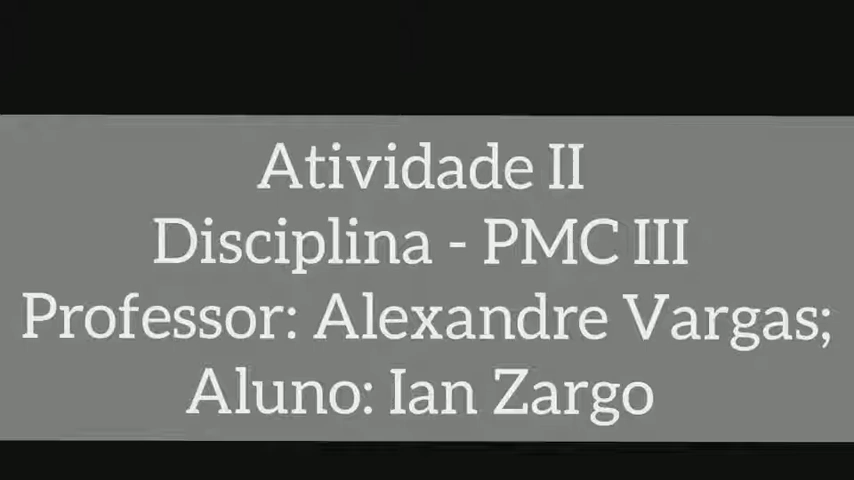 Atividade II
Disciplina - PMC III
Professor: Alexandre Vargas;
Aluno: Ian Zargo